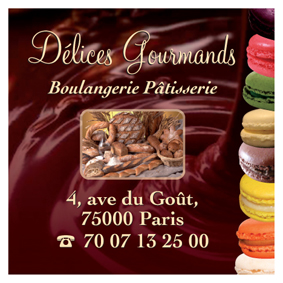 Délices Gourmands
Boulangerie Pâtisserie
4, ave du Goût,
75000 Paris
☎ 70 07 13 25 00